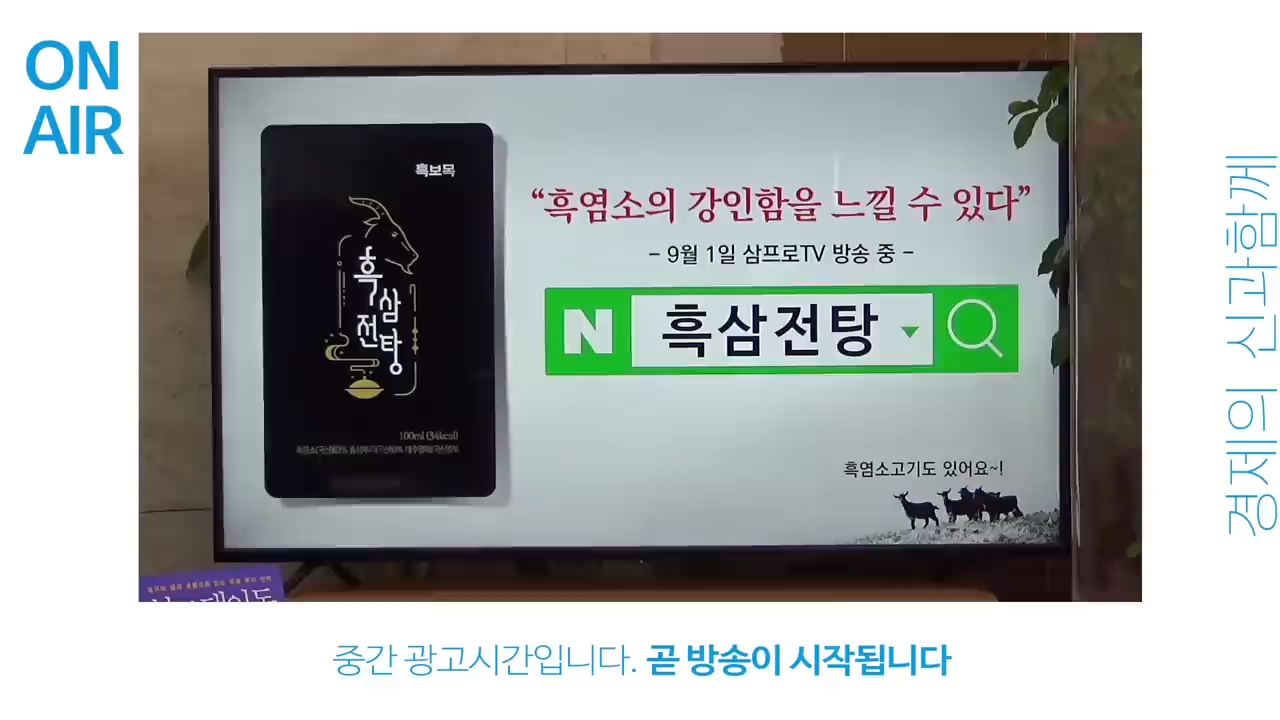 ON
AIR
흑보목
흑삼
전탕
100ml (34kcal)
“흑염소의 강인함을 느낄 수 있다”
- 9월 1일 삼프로TV 방송 중 -
N 흑삼전탕
흑염소고기도 있어요~!
경제의 신과함께
중간 광고시간입니다. 곧 방송이 시작됩니다